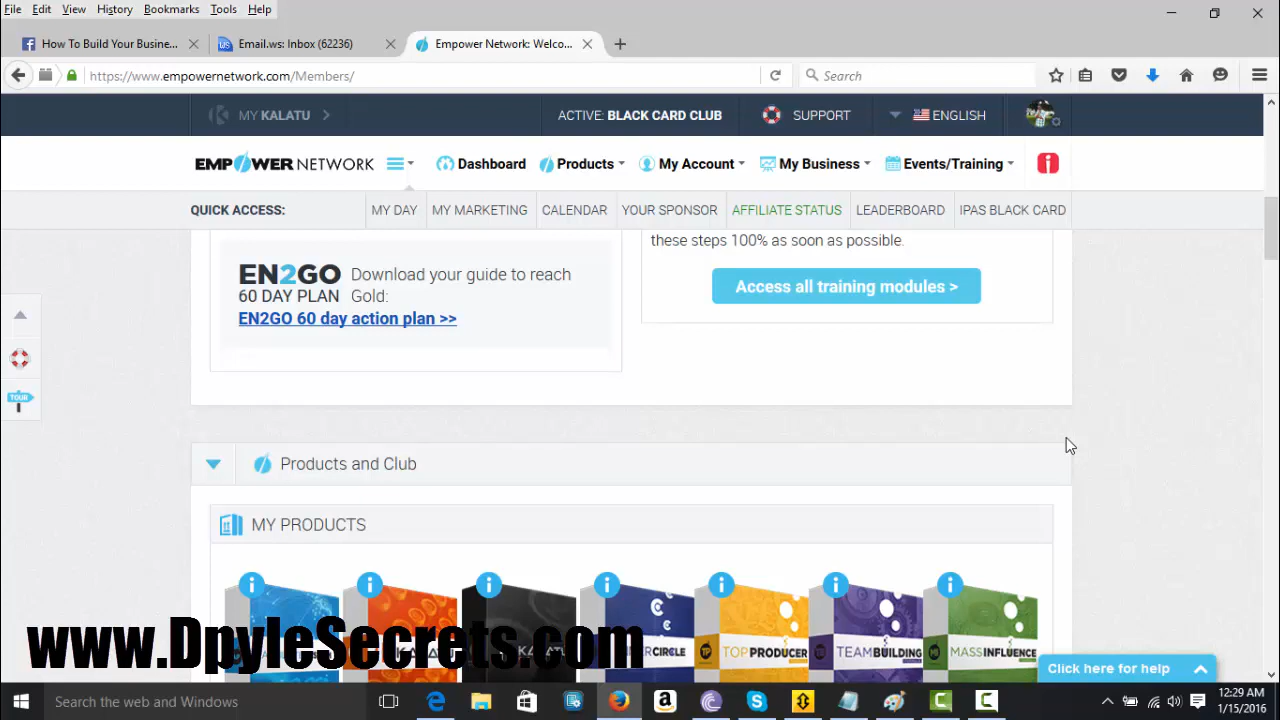 File Edit View History Bookmarks Tools Help
How To Build Your Busine... Email.ws: Inbox (62236) Empower Network: Welco...
https://www.empowernetwork.com/Members/ Search
MY KALATU ACTIVE: BLACK CARD CLUB SUPPORT ENGLISH
EMPOWER NETWORK Dashboard Products My Account My Business Events/Training
QUICK ACCESS: MY DAY MY MARKETING CALENDAR YOUR SPONSOR AFFILIATE STATUS LEADERBOARD IPAS BLACK CARD
these steps 100% as soon as possible.
EN2GO Download your guide to reach
60 DAY PLAN Gold:
EN2GO 60 day action plan >>
Access all training modules >
TOUR
Products and Club
MY PRODUCTS
KALATU TOP PRODUCER TEAMBUILDING MASSINFLUENCE
www.DpyleSecrets.com
Click here for help
Search the web and Windows
12:29 AM
1/15/2016